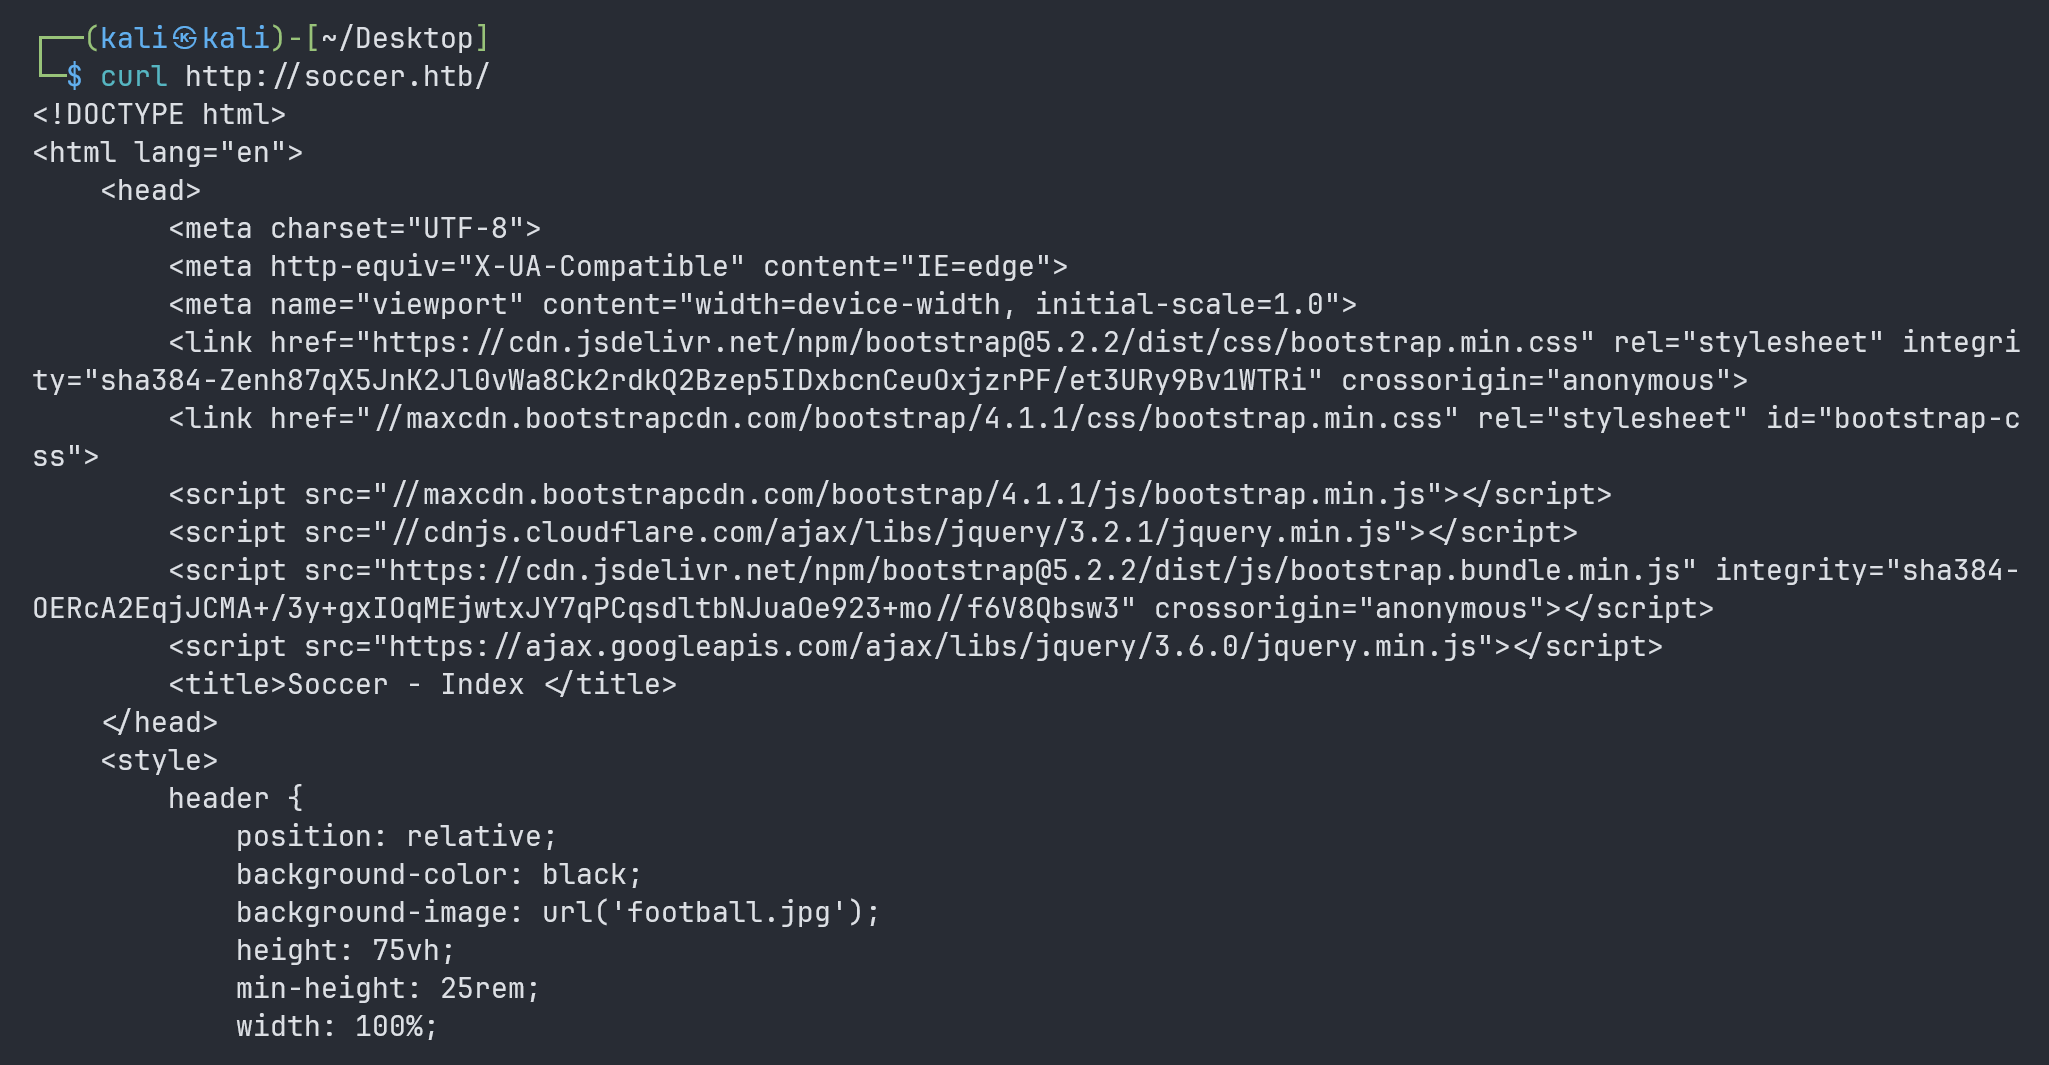 ┌──(kali㉿kali)-[~/Desktop]
└─$ curl http://soccer.htb/
<!DOCTYPE html>
<html lang="en">
    <head>
        <meta charset="UTF-8">
        <meta http-equiv="X-UA-Compatible" content="IE=edge">
        <meta name="viewport" content="width=device-width, initial-scale=1.0">
        <link href="https://cdn.jsdelivr.net/npm/bootstrap@5.2.2/dist/css/bootstrap.min.css" rel="stylesheet" integri
ty="sha384-Zenh87qX5JnK2Jl0vWa8Ck2rdkQ2Bzep5IDxbcnCeuOxjzrPF/et3URy9Bv1WTRi" crossorigin="anonymous">
        <link href="//maxcdn.bootstrapcdn.com/bootstrap/4.1.1/css/bootstrap.min.css" rel="stylesheet" id="bootstrap-c
ss">
        <script src="//maxcdn.bootstrapcdn.com/bootstrap/4.1.1/js/bootstrap.min.js"></script>
        <script src="//cdnjs.cloudflare.com/ajax/libs/jquery/3.2.1/jquery.min.js"></script>
        <script src="https://cdn.jsdelivr.net/npm/bootstrap@5.2.2/dist/js/bootstrap.bundle.min.js" integrity="sha384-
OERcA2EqjJCMA+/3y+gxIOqMEjwtxJY7qPCqsdltbNJuaOe923+mo//f6V8Qbsw3" crossorigin="anonymous"></script>
        <script src="https://ajax.googleapis.com/ajax/libs/jquery/3.6.0/jquery.min.js"></script>
        <title>Soccer - Index </title>
    </head>
    <style>
        header {
            position: relative;
            background-color: black;
            background-image: url('football.jpg');
            height: 75vh;
            min-height: 25rem;
            width: 100%;